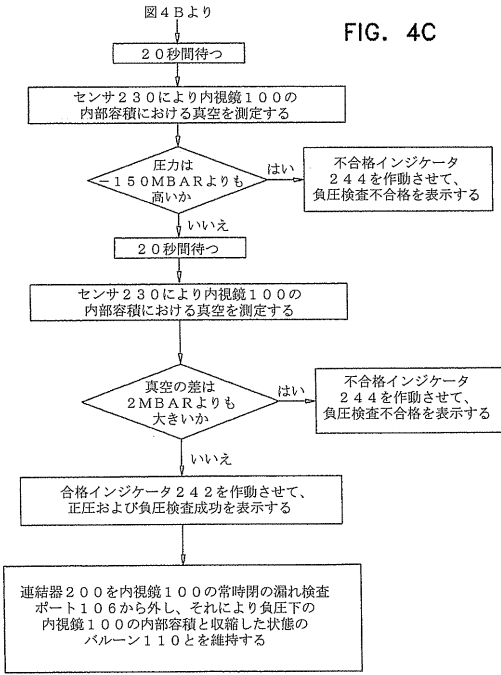 図4Bより
FIG. 4C
20秒間待つ
センサ230により内視鏡100の
内部容積における真空を測定する
圧力は
−150MBARよりも
高いか
はい
不合格インジケータ
244を作動させて、
負圧検査不合格を表示する
いいえ
20秒間待つ
センサ230により内視鏡100の
内部容積における真空を測定する
真空の差は
2MBARよりも
大きいか
はい
不合格インジケータ
244を作動させて、
負圧検査不合格を表示する
いいえ
合格インジケータ242を作動させて、
正圧および負圧検査成功を表示する
連結器200を内視鏡100の常時閉の漏れ検査
ポート106から外し、それにより負圧下の
内視鏡100の内部容積と収縮した状態の
バルーン110とを維持する